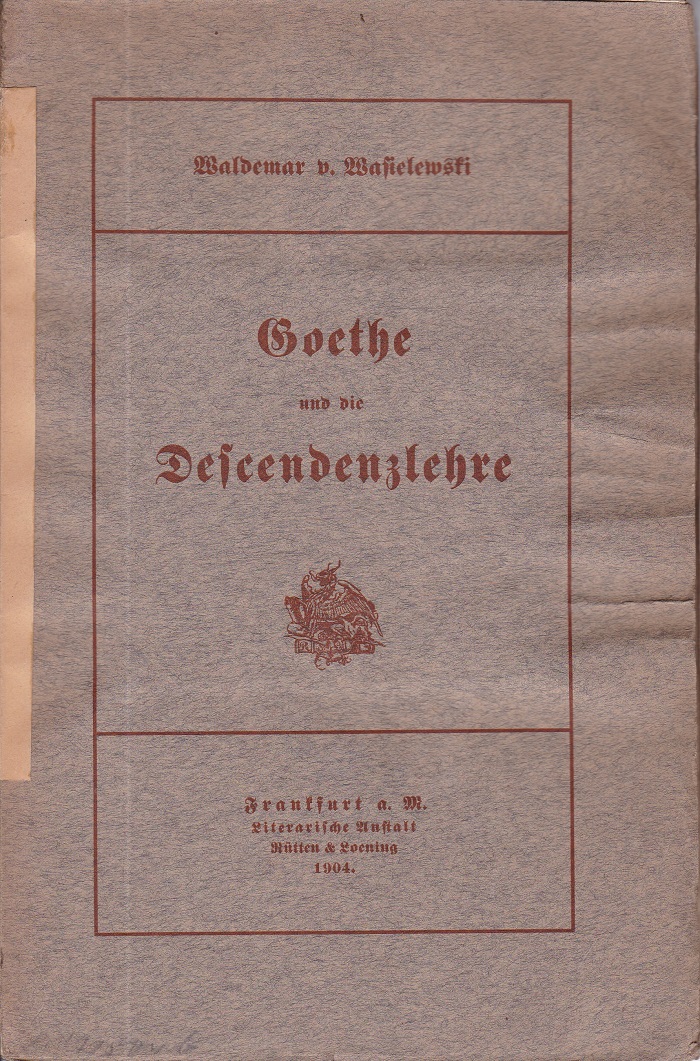 Waldemar v. Wasielewski
Goethe
und die
Descendenzlehre
Frankfurt a. M.
Literarische Anstalt
Rütten & Loening
1904.